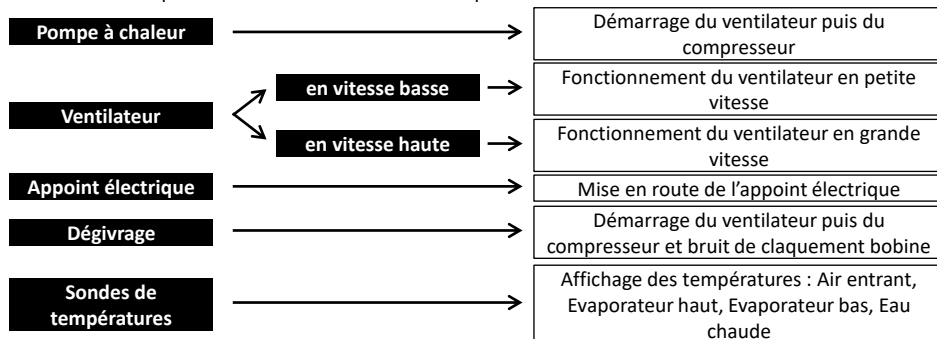 Pompe à chaleur
Démarrage du ventilateur puis du
compresseur
Ventilateur
en vitesse basse
Fonctionnement du ventilateur en petite
vitesse
en vitesse haute
Fonctionnement du ventilateur en grande
vitesse
Appoint électrique
Mise en route de l’appoint électrique
Dégivrage
Démarrage du ventilateur puis du
compresseur et bruit de claquement bobine
Sondes de
températures
Affichage des températures : Air entrant,
Evaporateur haut, Evaporateur bas, Eau
chaude